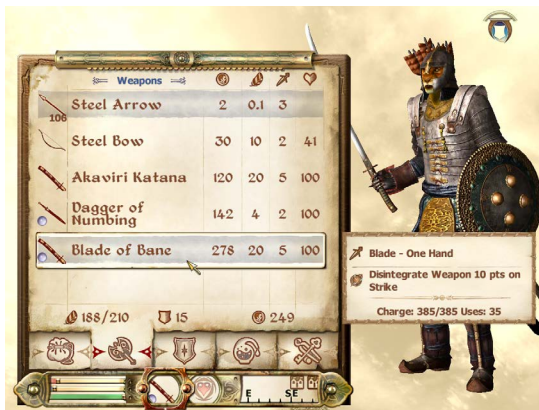 Weapons
Steel Arrow 2 0.1 3
106
Steel Bow 30 10 2 41
Akaviri Katana 120 20 5 100
Dagger of
Numbing 142 4 2 100
Blade of Bane 278 20 5 100
Blade - One Hand
Disintegrate Weapon 10 pts on
Strike
Charge: 385/385 Uses: 35
188/210 15 249
E SE